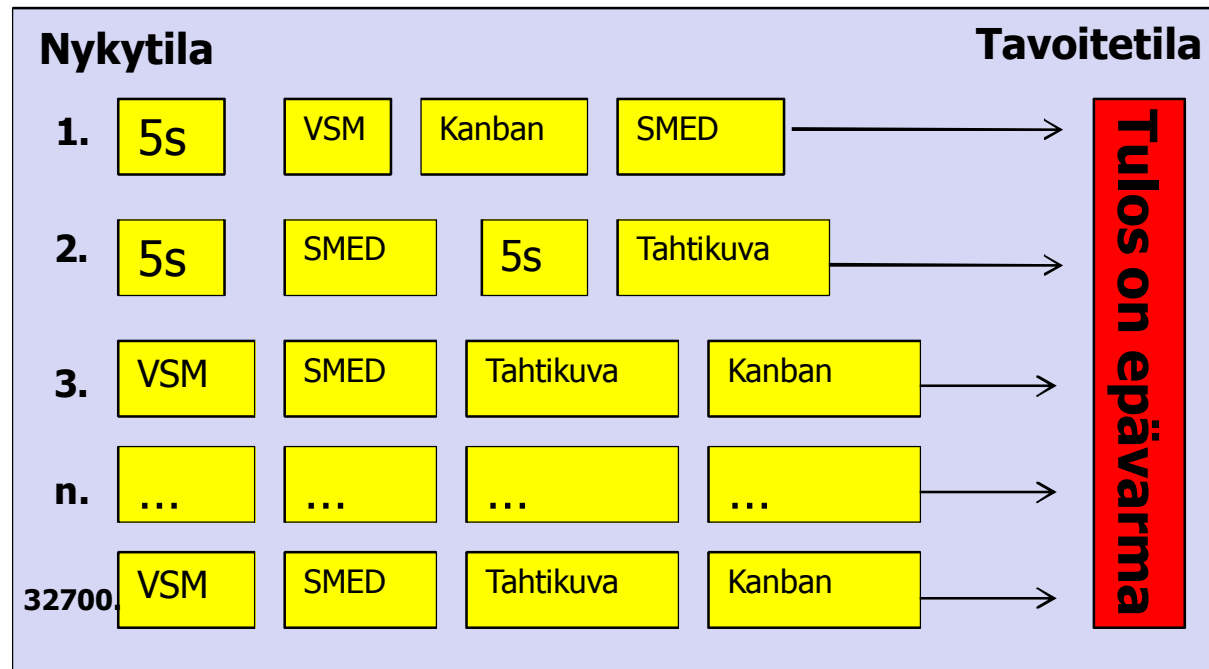 Nykytila
Tavoitetila
1. 5s VSM Kanban SMED
2. 5s SMED 5s Tahtikuva
3. VSM SMED Tahtikuva Kanban
n. ... ... ... ...
32700. VSM SMED Tahtikuva Kanban
Tulos on epävarma